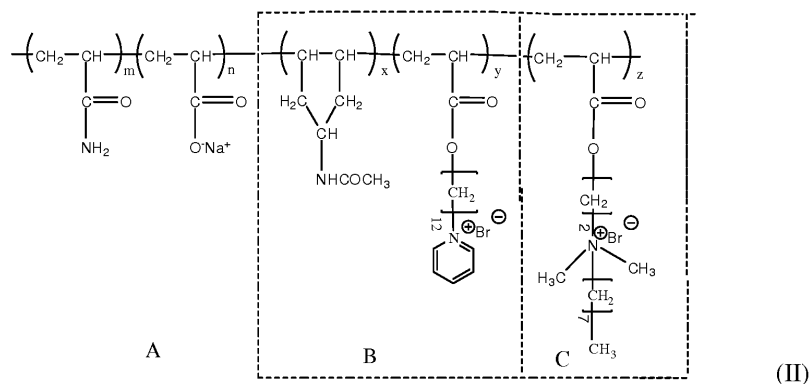 CH₂ CH m CH₂ CH n CH CH x CH₂ CH y CH₂ CH z
C O C O H₂C CH₂ C O C O
NH₂ O⁻Na⁺ CH O O
NHCOCH₃ CH₂ CH₂
12 N ⊕ Br ⊖ 2 N ⊕ Br ⊖
H₃C CH₃
CH₂
7
CH₃
A B C
(II)